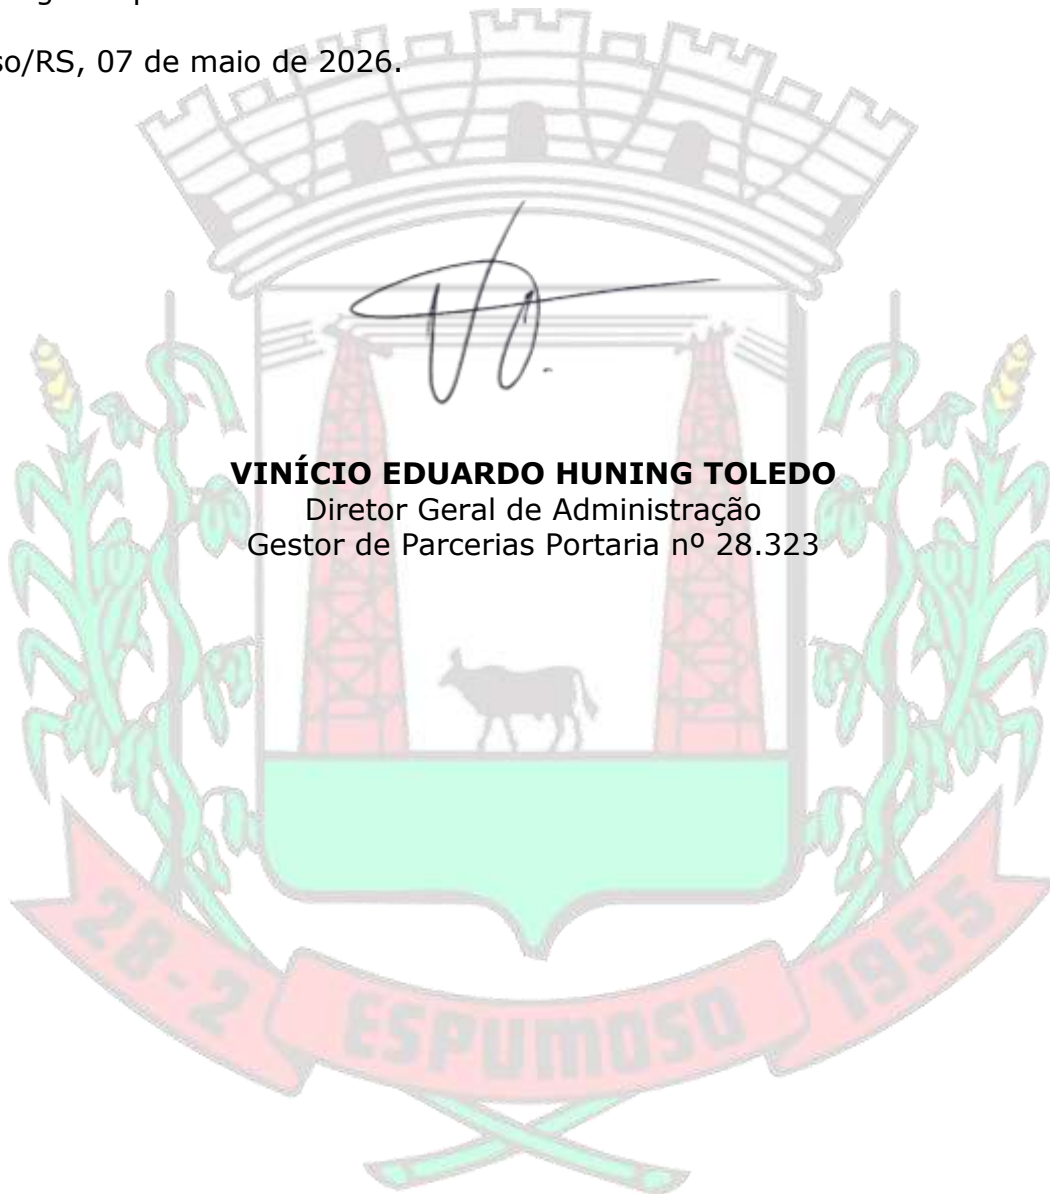 so/RS, 07 de maio de 2026.
VINÍCIO EDUARDO HUNING TOLEDO
Diretor Geral de Administração
Gestor de Parcerias Portaria nº 28.323
28-2 ESPUMOSO 1955